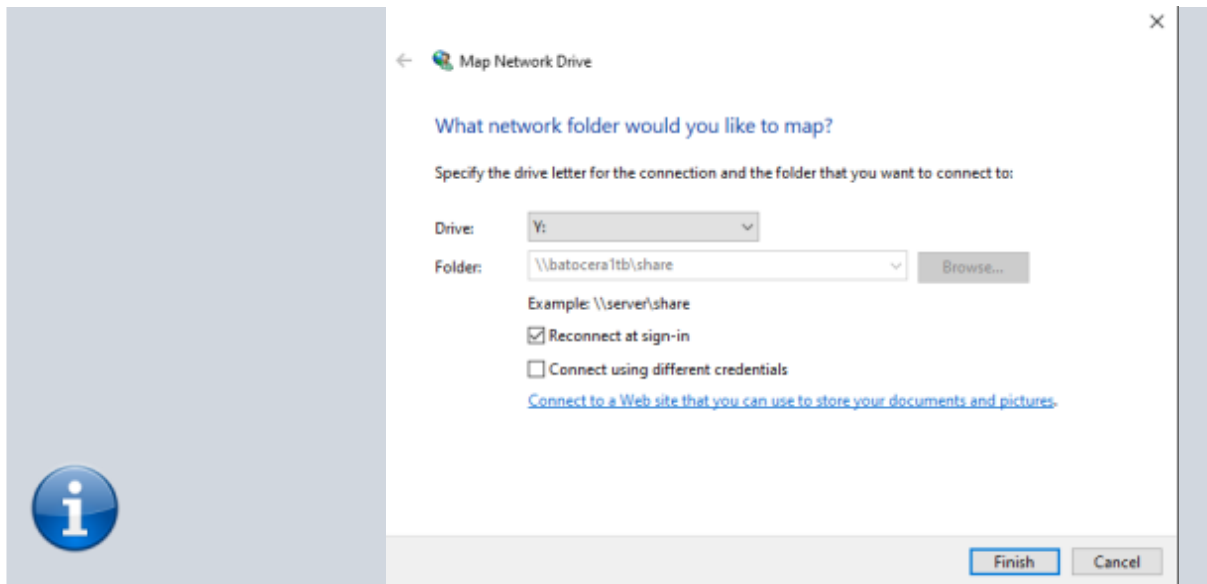 Map Network Drive
What network folder would you like to map?
Specify the drive letter for the connection and the folder that you want to connect to:
Drive: Y:
Folder: \\batocera1tb\share Browse...
Example: \\server\share
Reconnect at sign-in
Connect using different credentials
Connect to a Web site that you can use to store your documents and pictures.
Finish Cancel